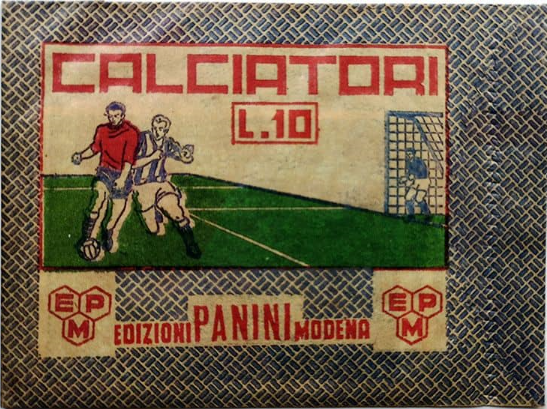 CALCIATORI
L.10
EPM
EDIZIONI PANINI MODENA
EPM